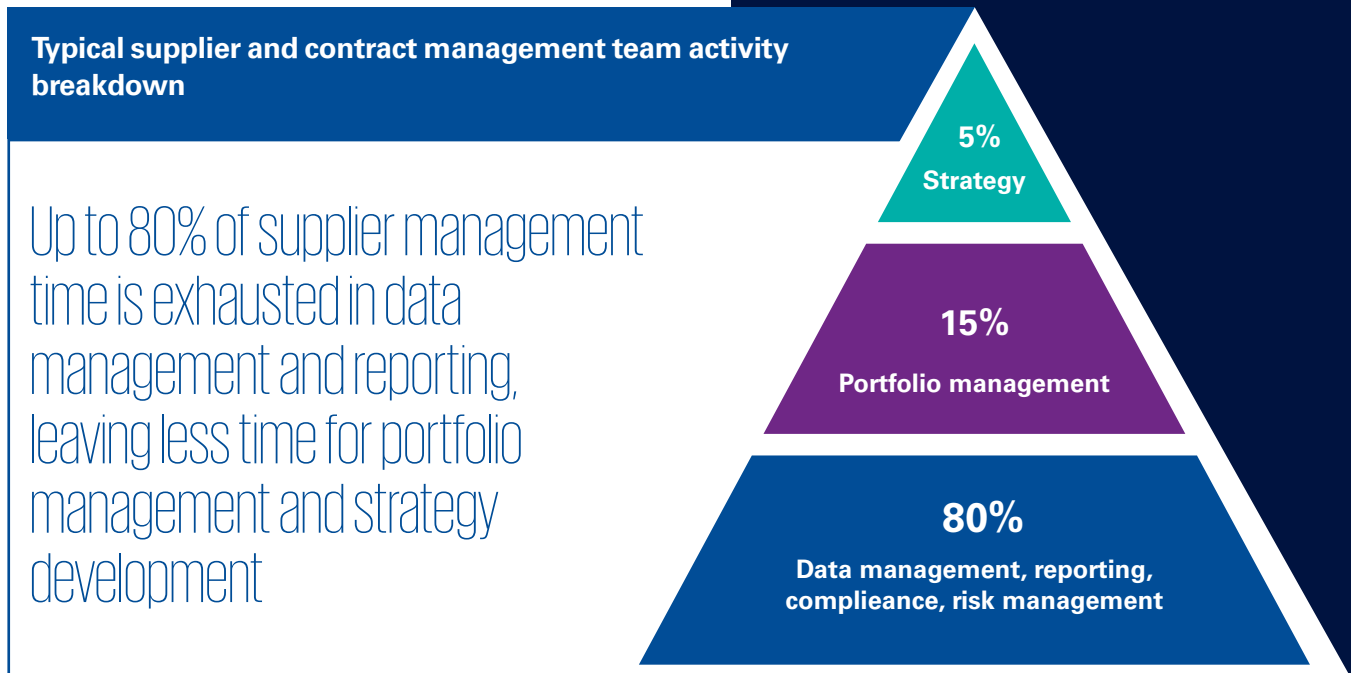 Typical supplier and contract management team activity
breakdown
Up to 80% of supplier management
time is exhausted in data
management and reporting,
leaving less time for portfolio
management and strategy
development
5%
Strategy
15%
Portfolio management
80%
Data management, reporting,
complieance, risk management